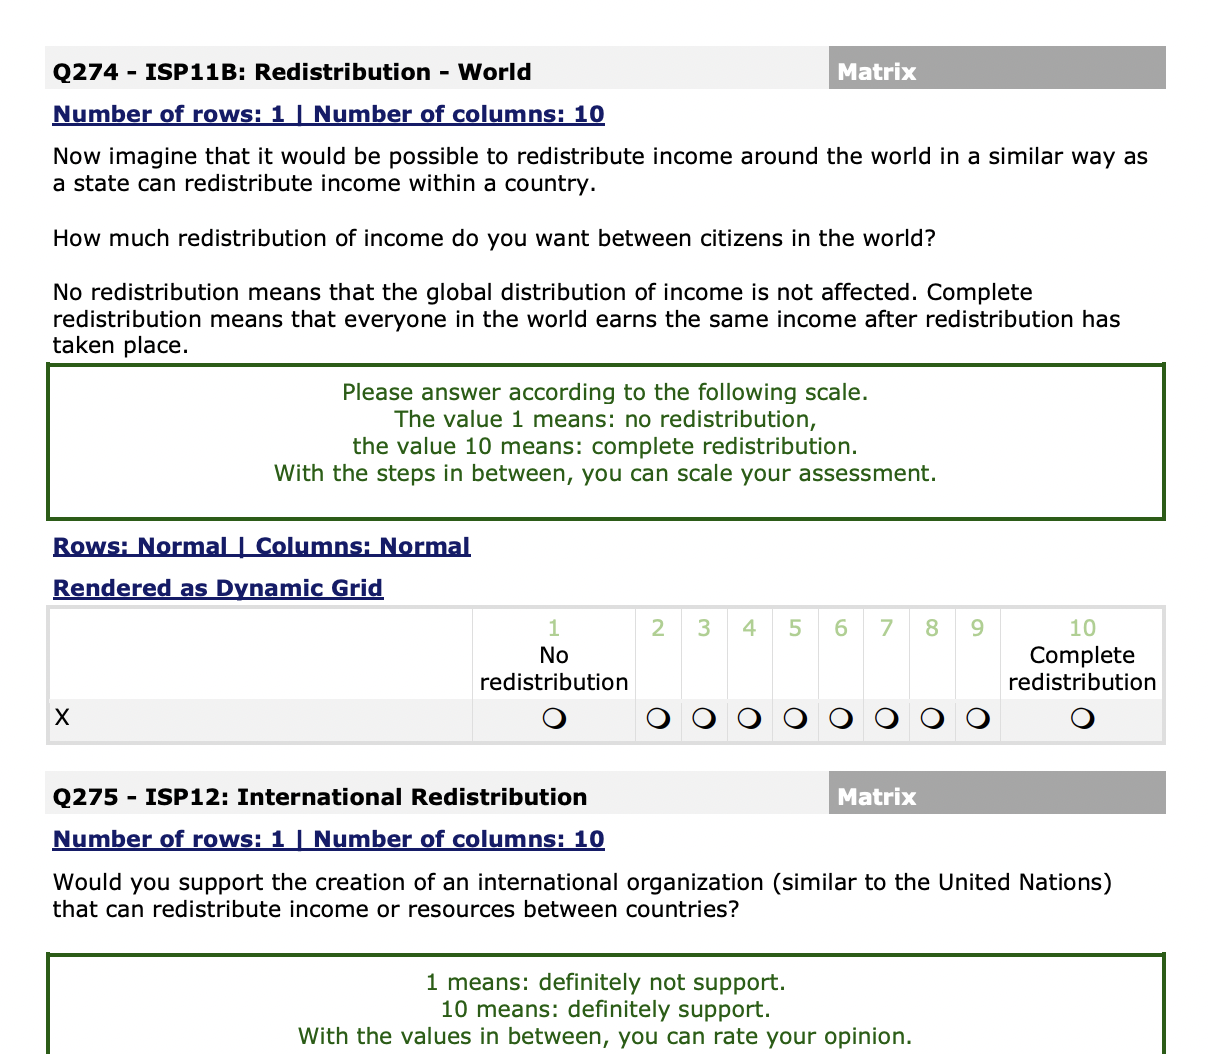 Q274 - ISP11B: Redistribution - World Matrix
Number of rows: 1 | Number of columns: 10
Now imagine that it would be possible to redistribute income around the world in a similar way as
a state can redistribute income within a country.
How much redistribution of income do you want between citizens in the world?
No redistribution means that the global distribution of income is not affected. Complete
redistribution means that everyone in the world earns the same income after redistribution has
taken place.
Please answer according to the following scale.
The value 1 means: no redistribution,
the value 10 means: complete redistribution.
With the steps in between, you can scale your assessment.
Rows: Normal | Columns: Normal
Rendered as Dynamic Grid
1 2 3 4 5 6 7 8 9 10
No Complete
redistribution redistribution
X
Q275 - ISP12: International Redistribution Matrix
Number of rows: 1 | Number of columns: 10
Would you support the creation of an international organization (similar to the United Nations)
that can redistribute income or resources between countries?
1 means: definitely not support.
10 means: definitely support.
With the values in between, you can rate your opinion.